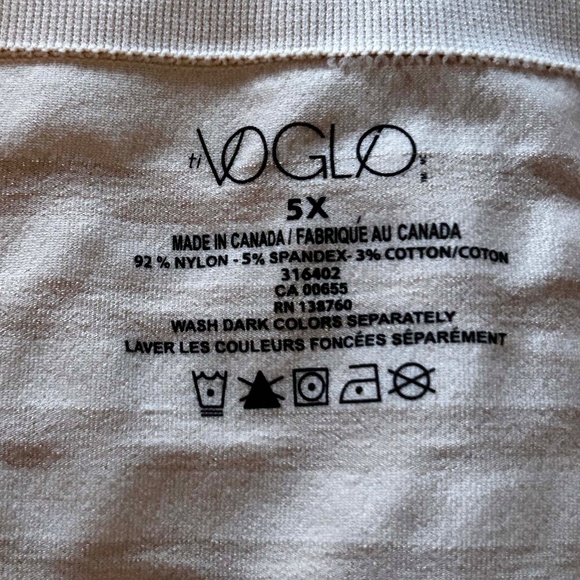 ti VOGLIO
5X
MADE IN CANADA / FABRIQUÉ AU CANADA
92 % NYLON - 5% SPANDEX- 3% COTTON/COTON
316402
CA 00655
RN 138760
WASH DARK COLORS SEPARATELY
LAVER LES COULEURS FONCÉES SÉPARÉMENT